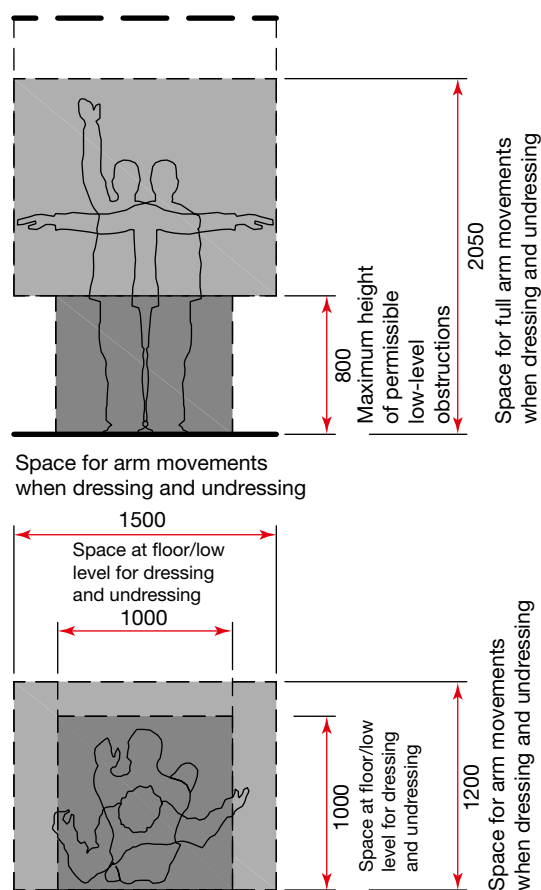 800
Maximum height
of permissible
low-level
obstructions
2050
Space for full arm movements
when dressing and undressing
Space for arm movements
when dressing and undressing
1500
Space at floor/low
level for dressing
and undressing
1000
1000
Space at floor/low
level for dressing
and undressing
1200
Space for arm movements
when dressing and undressing